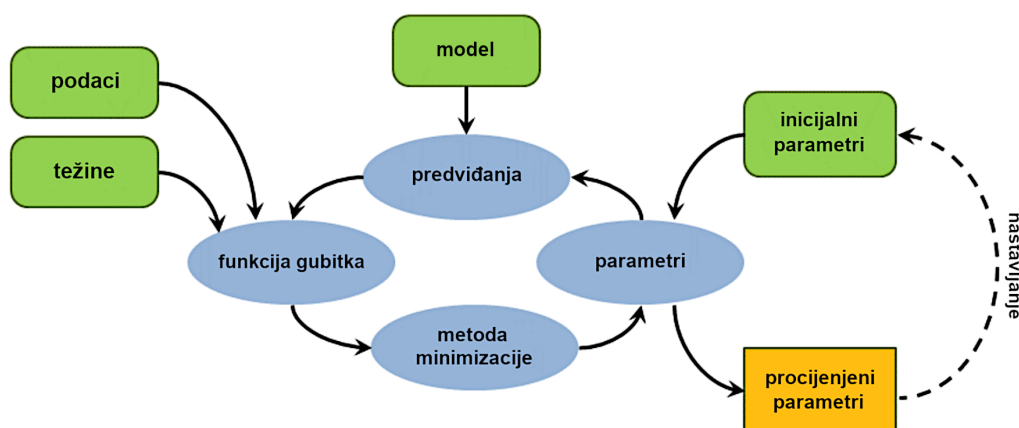 model
podaci
težine
inicijalni
parametri
predviđanja
funkcija gubitka
parametri
metoda
minimizacije
procijenjeni
parametri
nastavljanje